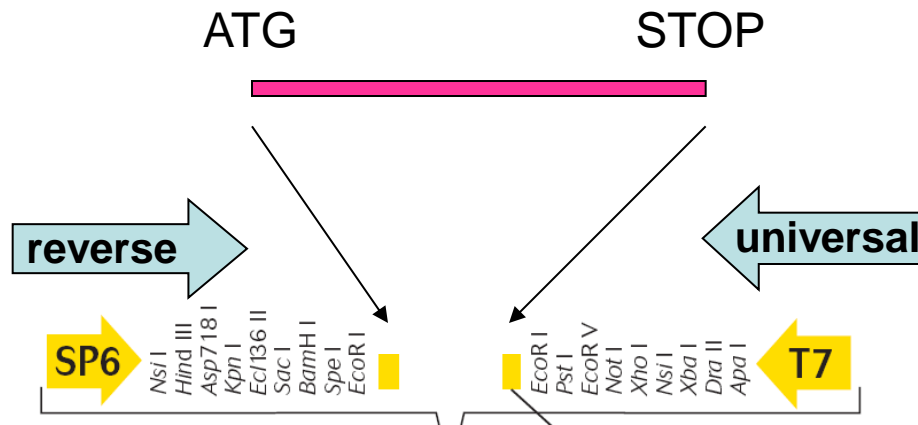 ATG STOP
reverse
universal
SP6
Nsi I
Hind III
Asp718 I
Kpn I
Ecl136 II
Sac I
BamH I
Spe I
EcoR I
EcoR I
Pst I
EcoR V
Not I
Xho I
Nsi I
Xba I
Dra II
Apa I
T7